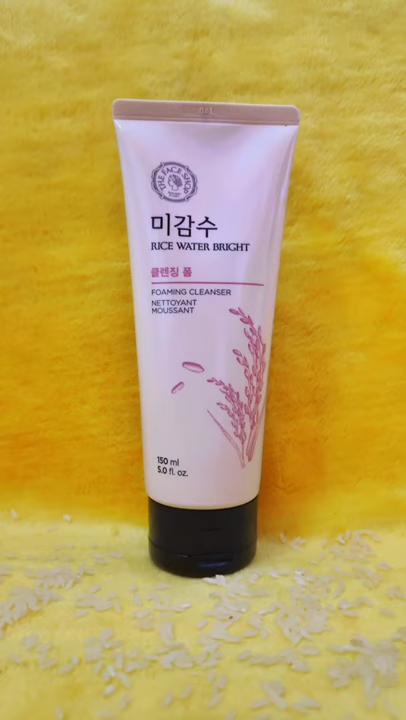 THE FACE SHOP
미감수
RICE WATER BRIGHT
클렌징 폼
FOAMING CLEANSER
NETTOYANT
MOUSSANT
150 ml
5.0 fl. oz.